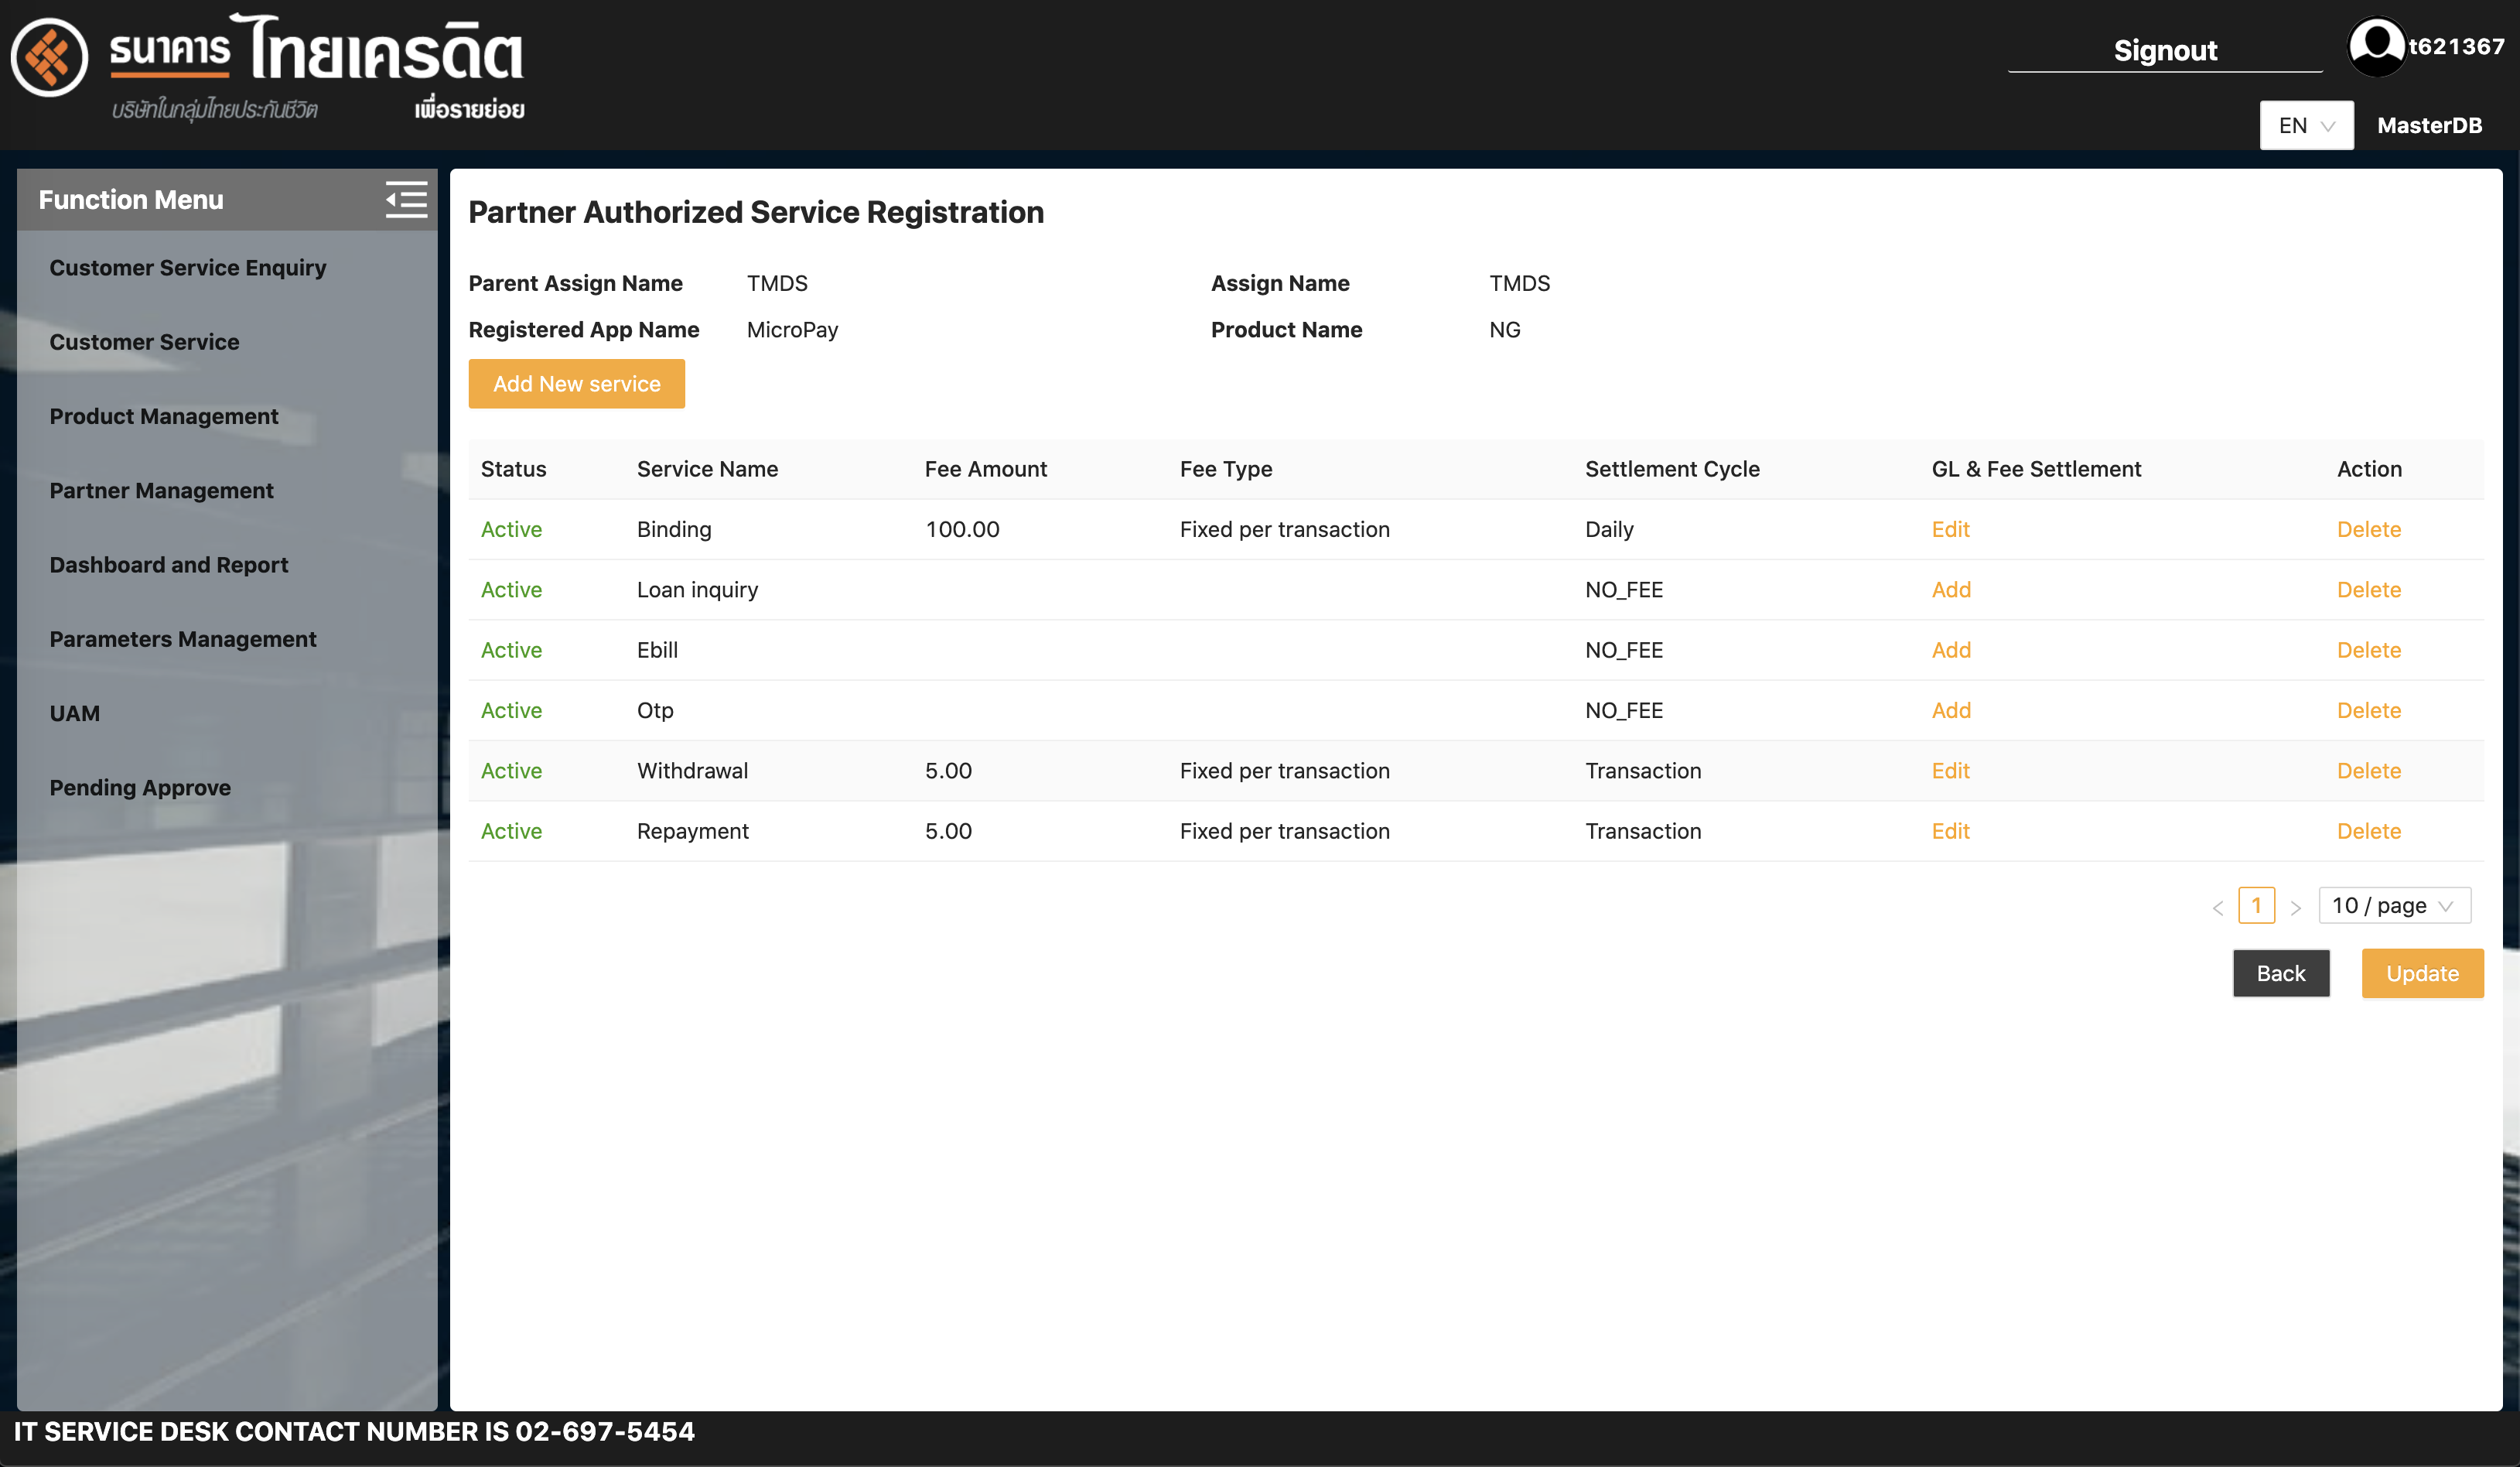 ธนาคาร ไทยเครดิต
บริษัทในกลุ่มไทยประกันชีวิต เพื่อรายย่อย
Signout
t621367
EN
MasterDB
Function Menu
Customer Service Enquiry
Customer Service
Product Management
Partner Management
Dashboard and Report
Parameters Management
UAM
Pending Approve
Partner Authorized Service Registration
Parent Assign Name TMDS Assign Name TMDS
Registered App Name MicroPay Product Name NG
Add New service
Status Service Name Fee Amount Fee Type Settlement Cycle GL & Fee Settlement Action
Active Binding 100.00 Fixed per transaction Daily Edit Delete
Active Loan inquiry NO_FEE Add Delete
Active Ebill NO_FEE Add Delete
Active Otp NO_FEE Add Delete
Active Withdrawal 5.00 Fixed per transaction Transaction Edit Delete
Active Repayment 5.00 Fixed per transaction Transaction Edit Delete
< 1 > 10 / page
Back Update
IT SERVICE DESK CONTACT NUMBER IS 02-697-5454